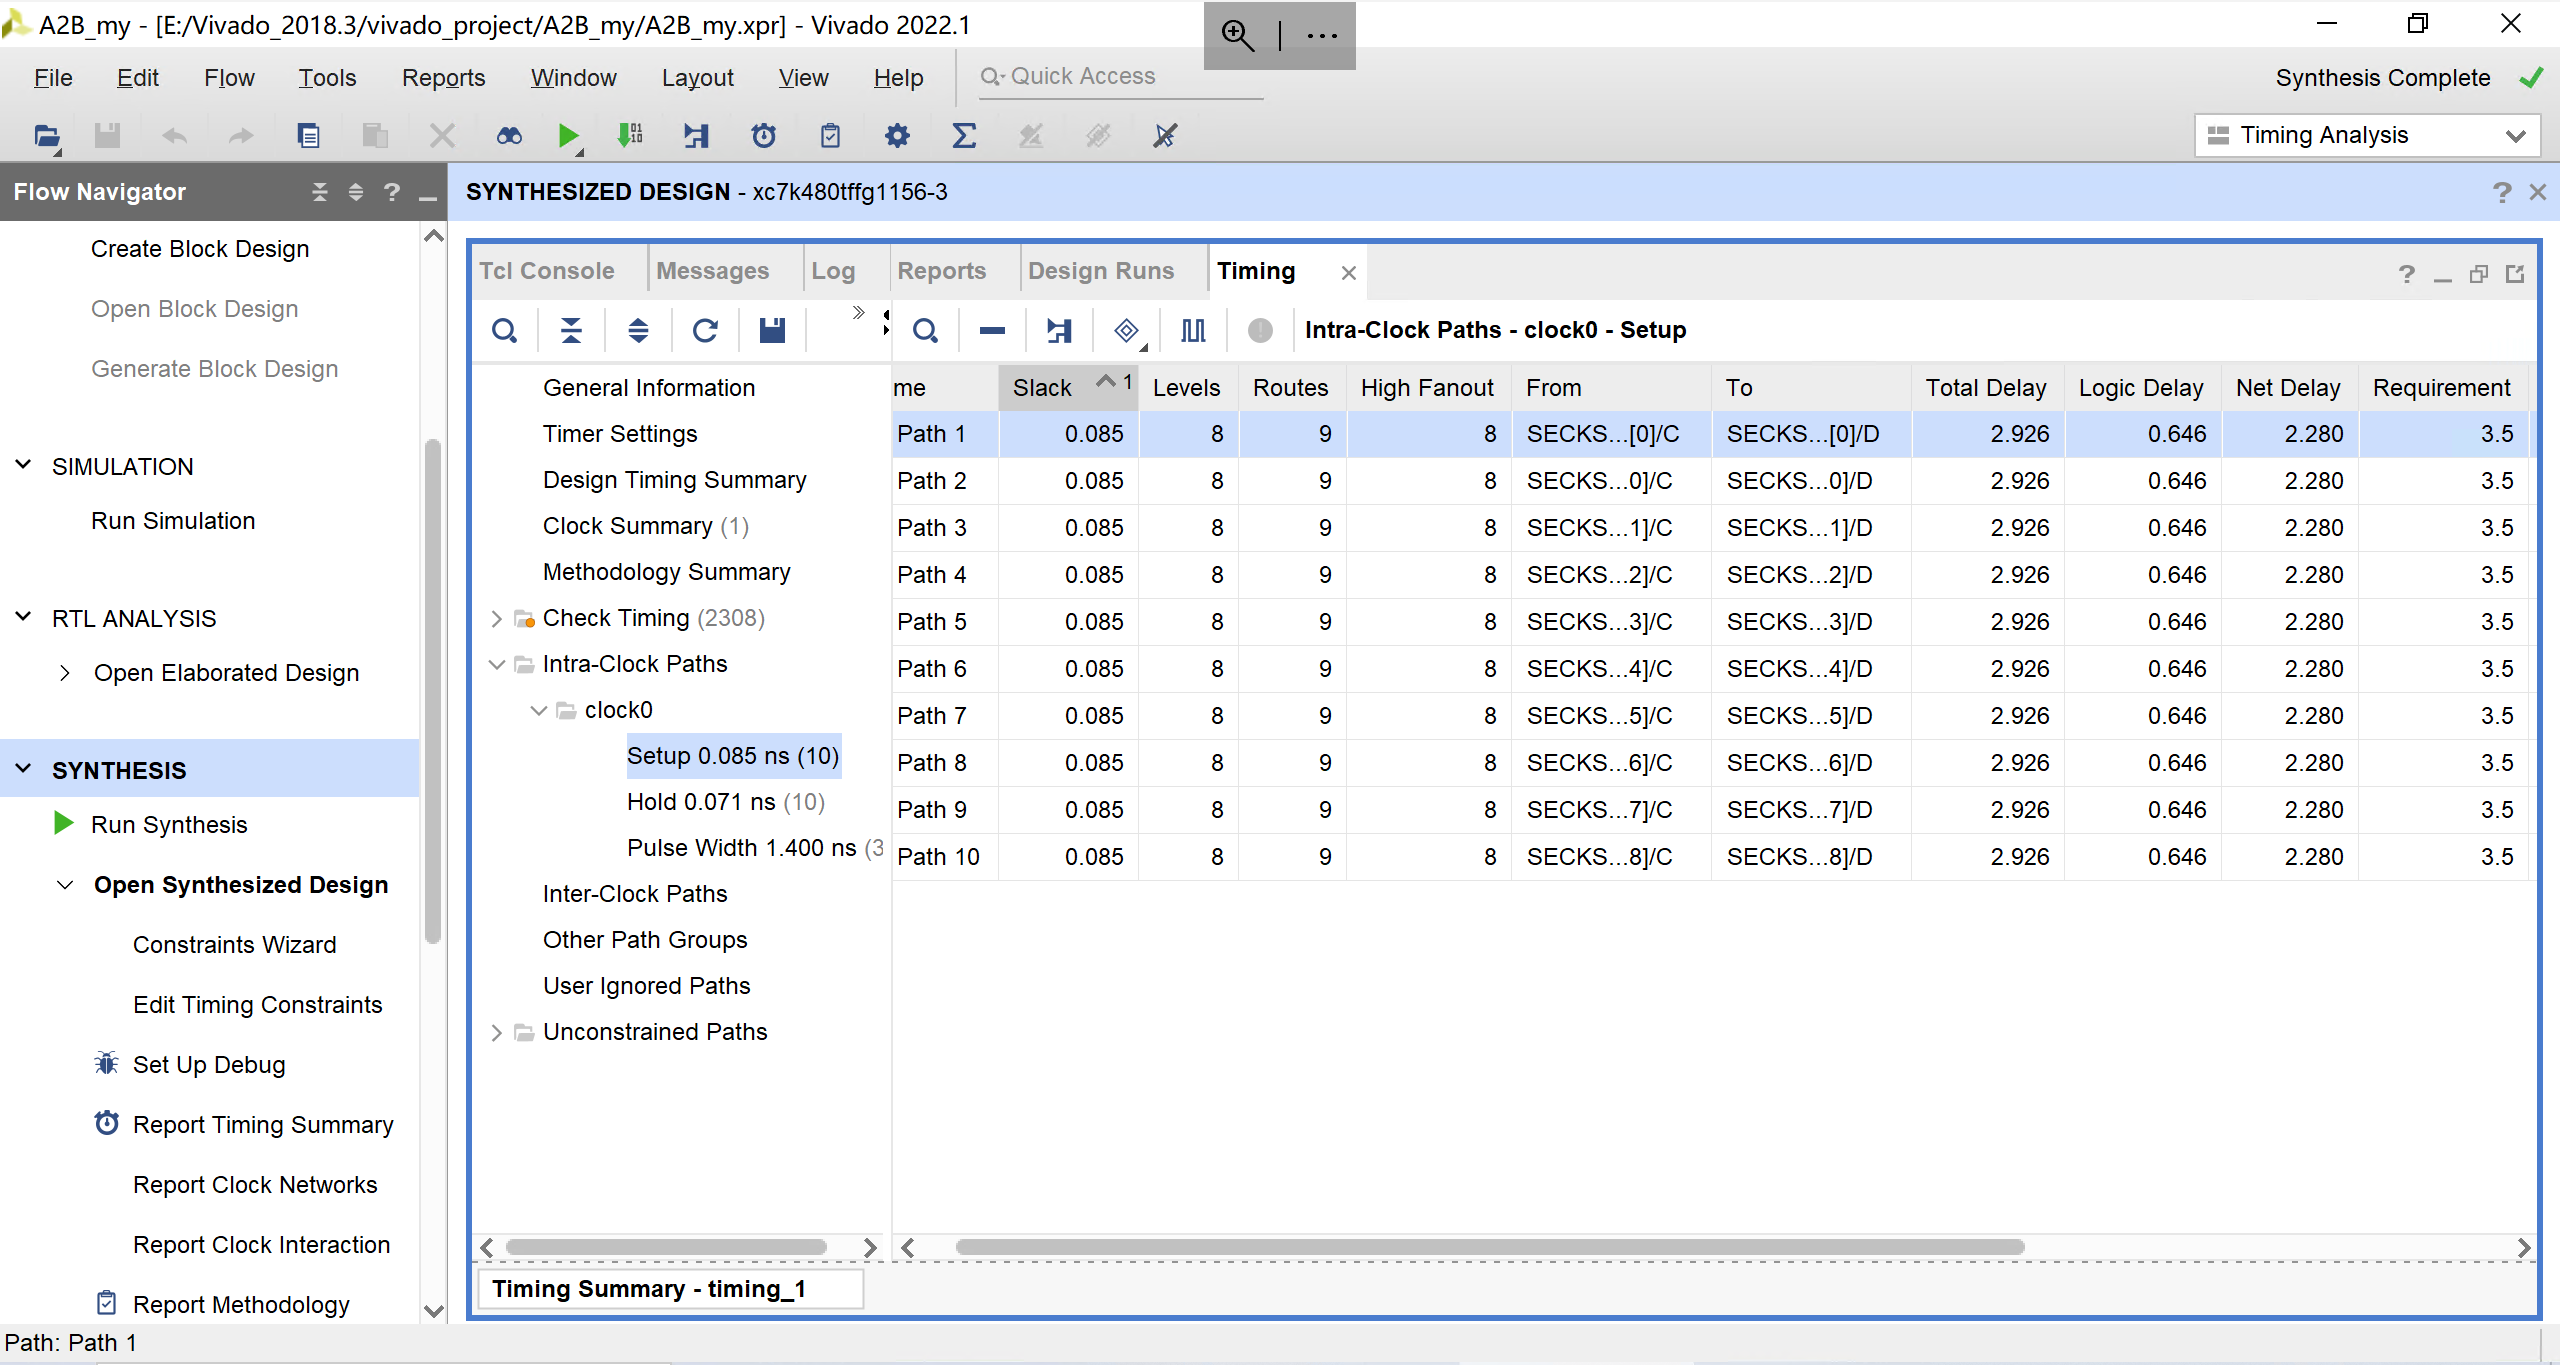 A2B_my - [E:/Vivado_2018.3/vivado_project/A2B_my/A2B_my.xpr] - Vivado 2022.1
File Edit Flow Tools Reports Window Layout View Help Quick Access
Synthesis Complete
Timing Analysis
Flow Navigator
SYNTHESIZED DESIGN - xc7k480tffg1156-3
Create Block Design
Open Block Design
Generate Block Design
SIMULATION
Run Simulation
RTL ANALYSIS
Open Elaborated Design
SYNTHESIS
Run Synthesis
Open Synthesized Design
Constraints Wizard
Edit Timing Constraints
Set Up Debug
Report Timing Summary
Report Clock Networks
Report Clock Interaction
Report Methodology
Tcl Console Messages Log Reports Design Runs Timing
Intra-Clock Paths - clock0 - Setup
General Information
Timer Settings
Design Timing Summary
Clock Summary (1)
Methodology Summary
Check Timing (2308)
Intra-Clock Paths
clock0
Setup 0.085 ns (10)
Hold 0.071 ns (10)
Pulse Width 1.400 ns (3
Inter-Clock Paths
Other Path Groups
User Ignored Paths
Unconstrained Paths
me Slack 1 Levels Routes High Fanout From To Total Delay Logic Delay Net Delay Requirement
Path 1 0.085 8 9 8 SECKS...[0]/C SECKS...[0]/D 2.926 0.646 2.280 3.5
Path 2 0.085 8 9 8 SECKS...0]/C SECKS...0]/D 2.926 0.646 2.280 3.5
Path 3 0.085 8 9 8 SECKS...1]/C SECKS...1]/D 2.926 0.646 2.280 3.5
Path 4 0.085 8 9 8 SECKS...2]/C SECKS...2]/D 2.926 0.646 2.280 3.5
Path 5 0.085 8 9 8 SECKS...3]/C SECKS...3]/D 2.926 0.646 2.280 3.5
Path 6 0.085 8 9 8 SECKS...4]/C SECKS...4]/D 2.926 0.646 2.280 3.5
Path 7 0.085 8 9 8 SECKS...5]/C SECKS...5]/D 2.926 0.646 2.280 3.5
Path 8 0.085 8 9 8 SECKS...6]/C SECKS...6]/D 2.926 0.646 2.280 3.5
Path 9 0.085 8 9 8 SECKS...7]/C SECKS...7]/D 2.926 0.646 2.280 3.5
Path 10 0.085 8 9 8 SECKS...8]/C SECKS...8]/D 2.926 0.646 2.280 3.5
Timing Summary - timing_1
Path: Path 1